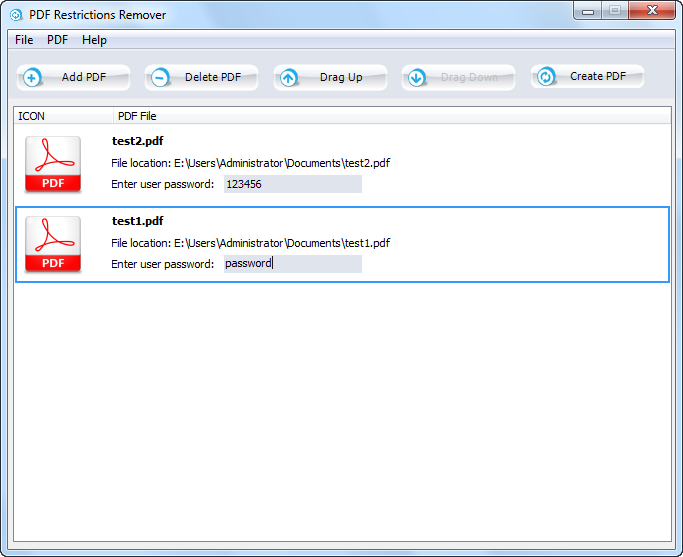 PDF Restrictions Remover
File PDF Help
Add PDF Delete PDF Drag Up Drag Down Create PDF
ICON PDF File
test2.pdf
File location: E:\Users\Administrator\Documents\test2.pdf
PDF
Enter user password: 123456
test1.pdf
File location: E:\Users\Administrator\Documents\test1.pdf
PDF
Enter user password: password